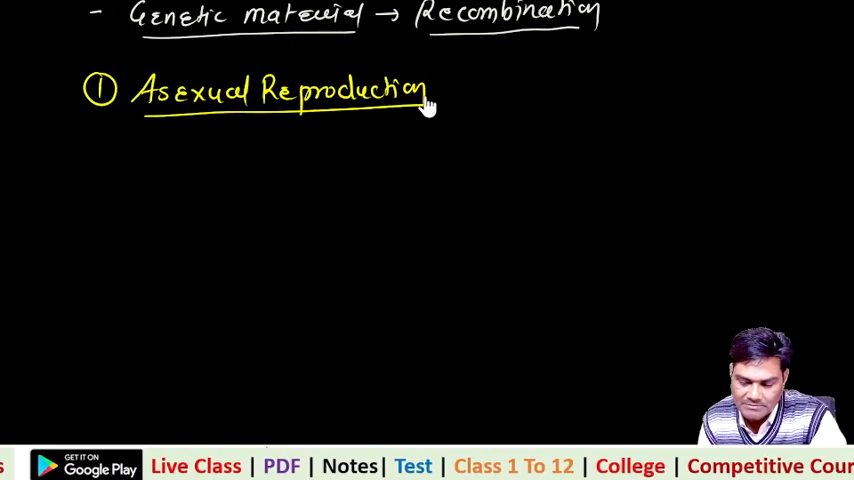 - Genetic material → Recombination
① Asexual Reproduction
s
GET IT ON
Google Play
Live Class | PDF | Notes| Test | Class 1 To 12 | College | Competitive Cour